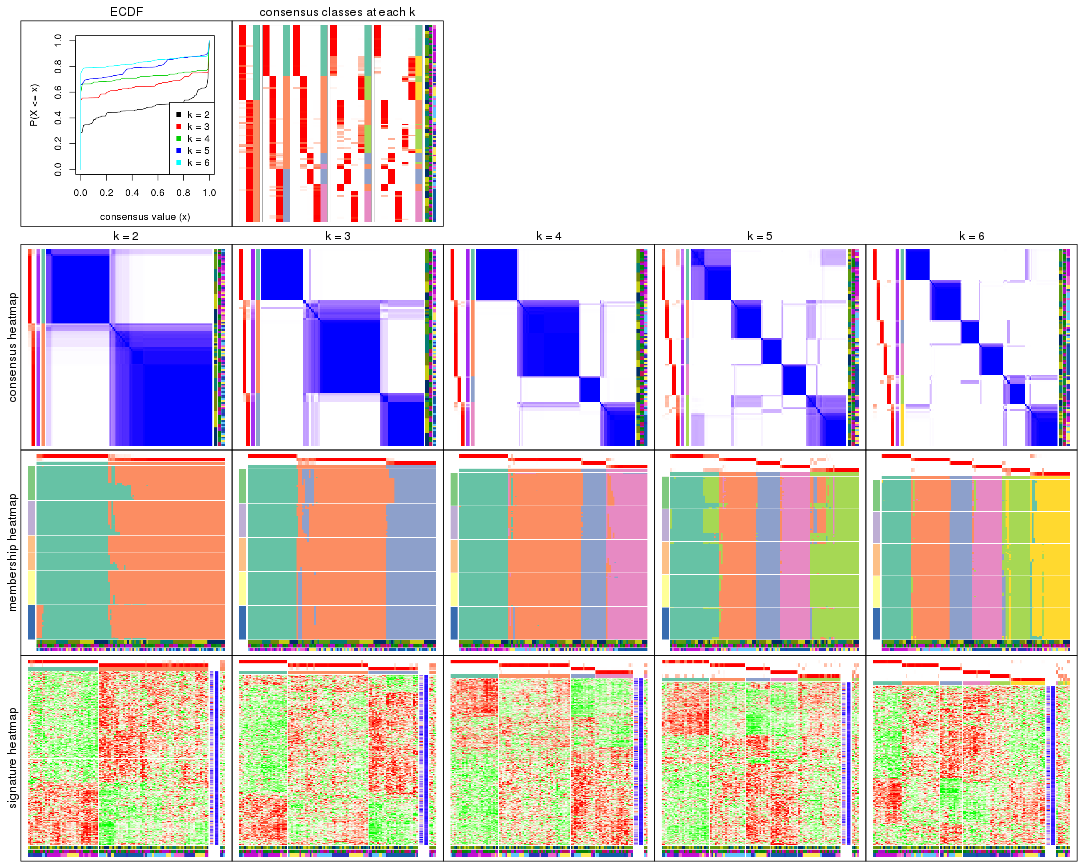 ECDF
consensus classes at each k
P(X <= x)
0.0 0.2 0.4 0.6 0.8 1.0
k = 2
k = 3
k = 4
k = 5
k = 6
0.0 0.2 0.4 0.6 0.8 1.0
consensus value (x)
k = 2 k = 3 k = 4 k = 5 k = 6
consensus heatmap
membership heatmap
signature heatmap